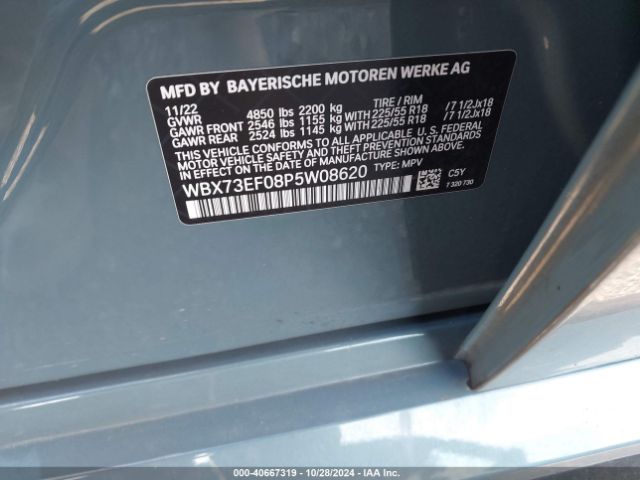 MFD BY BAYERISCHE MOTOREN WERKE AG
11/22 TIRE / RIM
GVWR 4850 lbs 2200 kg
GAWR FRONT 2546 lbs 1155 kg WITH 225/55 R18 /7 1/2Jx18
GAWR REAR 2524 lbs 1145 kg WITH 225/55 R18 /7 1/2Jx18
THIS VEHICLE CONFORMS TO ALL APPLICABLE U. S. FEDERAL
MOTOR VEHICLE SAFETY, BUMPER, AND THEFT PREVENTION STANDARDS
IN EFFECT ON THE DATE OF MANUFACTURE SHOWN ABOVE.
WBX73EF08P5W08620 TYPE: MPV C5Y
7 320 730
000-40667319 | 10/28/2024 | IAA Inc.